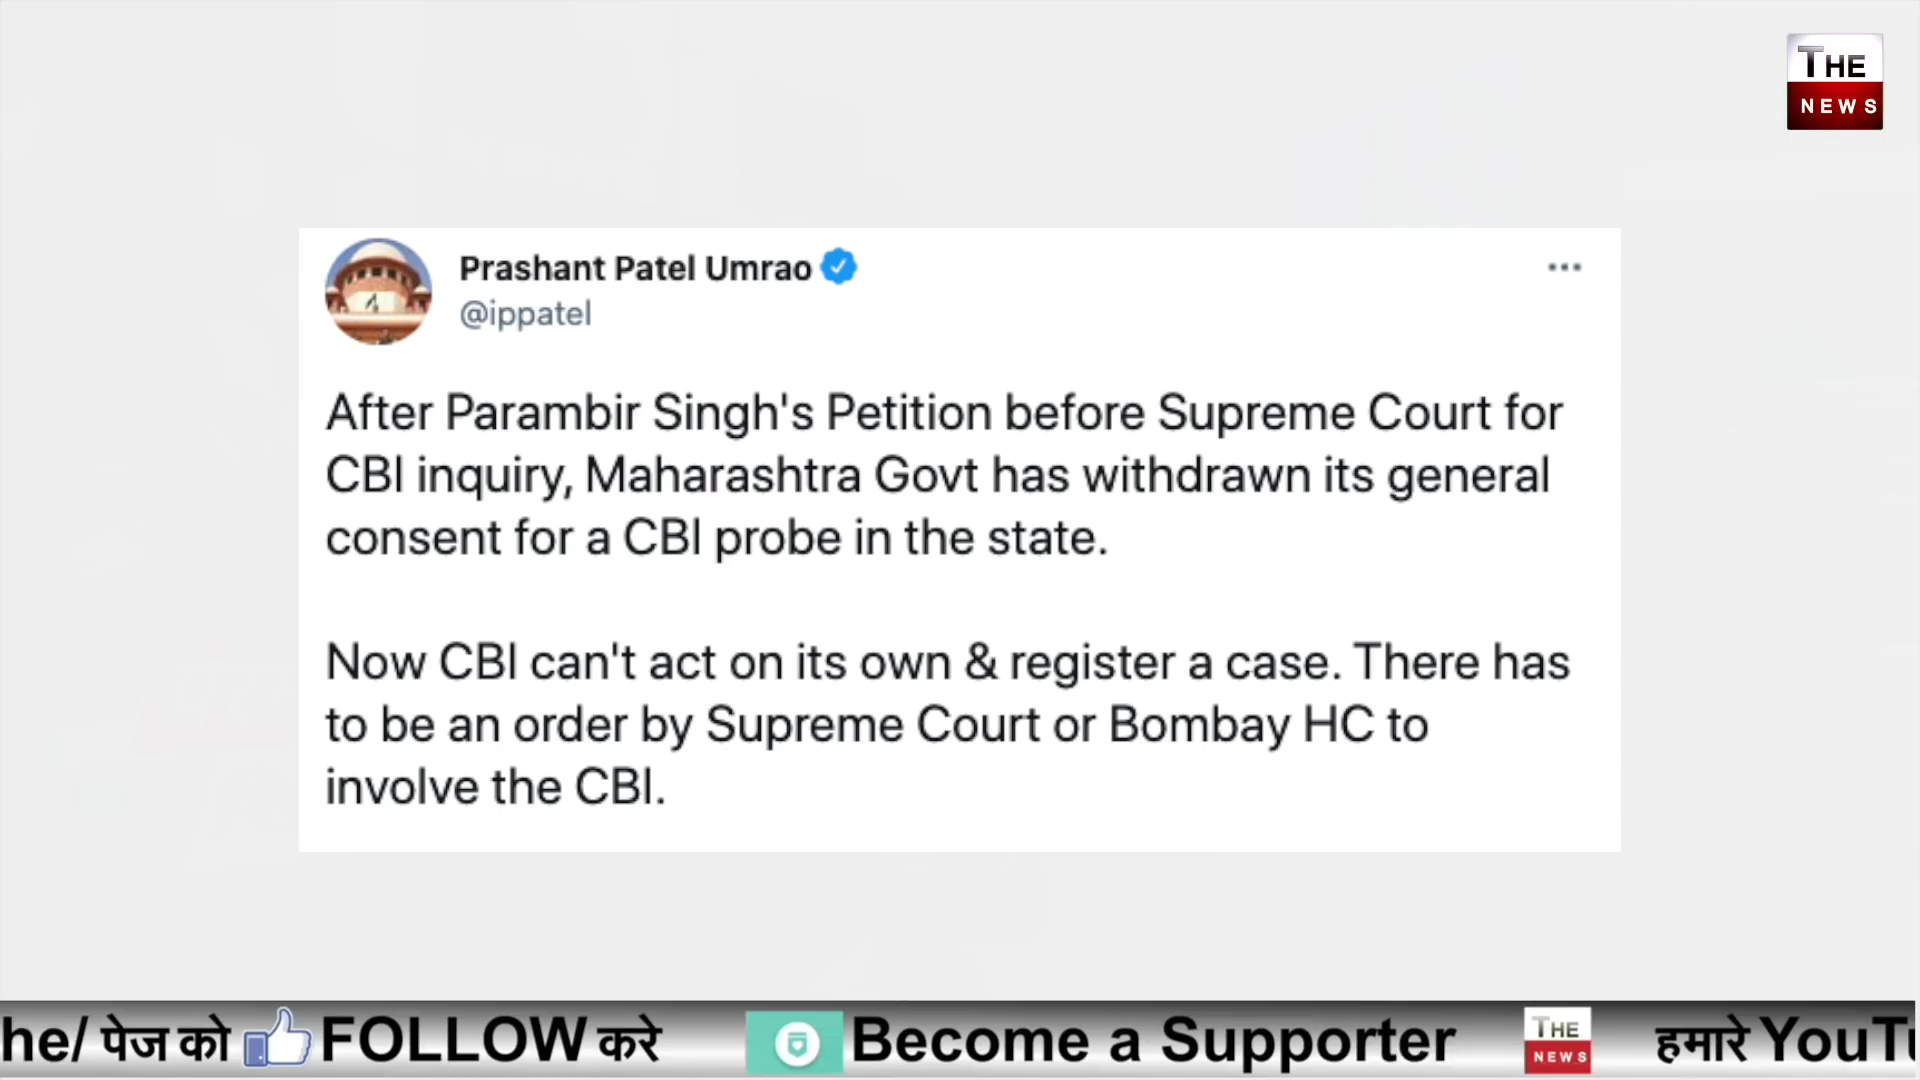 THE
NEWS
Prashant Patel Umrao
@ippatel
After Parambir Singh's Petition before Supreme Court for
CBI inquiry, Maharashtra Govt has withdrawn its general
consent for a CBI probe in the state.
Now CBI can't act on its own & register a case. There has
to be an order by Supreme Court or Bombay HC to
involve the CBI.
he/ पेज को FOLLOW करे Become a Supporter THE NEWS हमारे YouTu